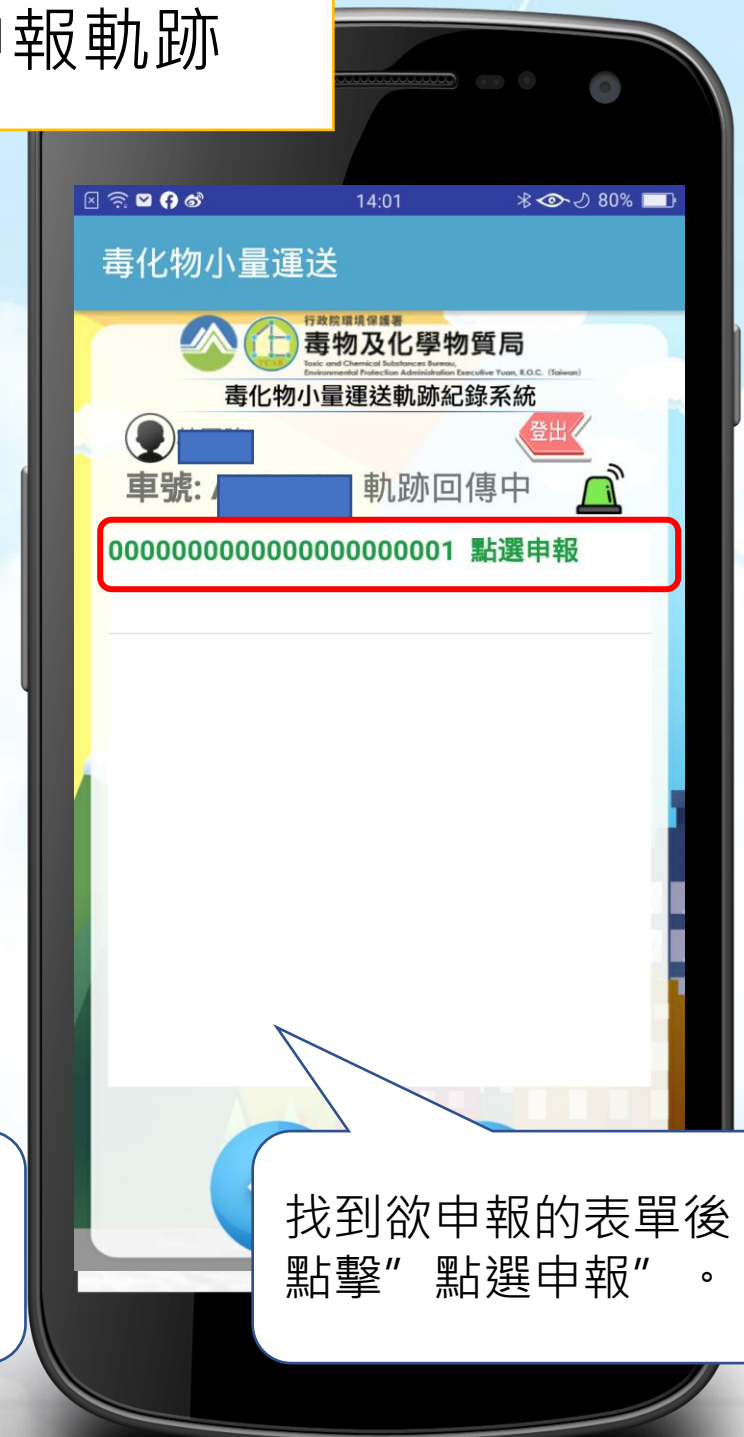 申報軌跡
14:01 80%
毒化物小量運送
行政院環境保護署
毒物及化學物質局
Toxic and Chemical Substances Bureau,
Environmental Protection Administration Executive Yuan, R.O.C. (Taiwan)
毒化物小量運送軌跡紀錄系統
登出
車號: 軌跡回傳中
0000000000000000000001 點選申報
找到欲申報的表單後
點擊”點選申報”。